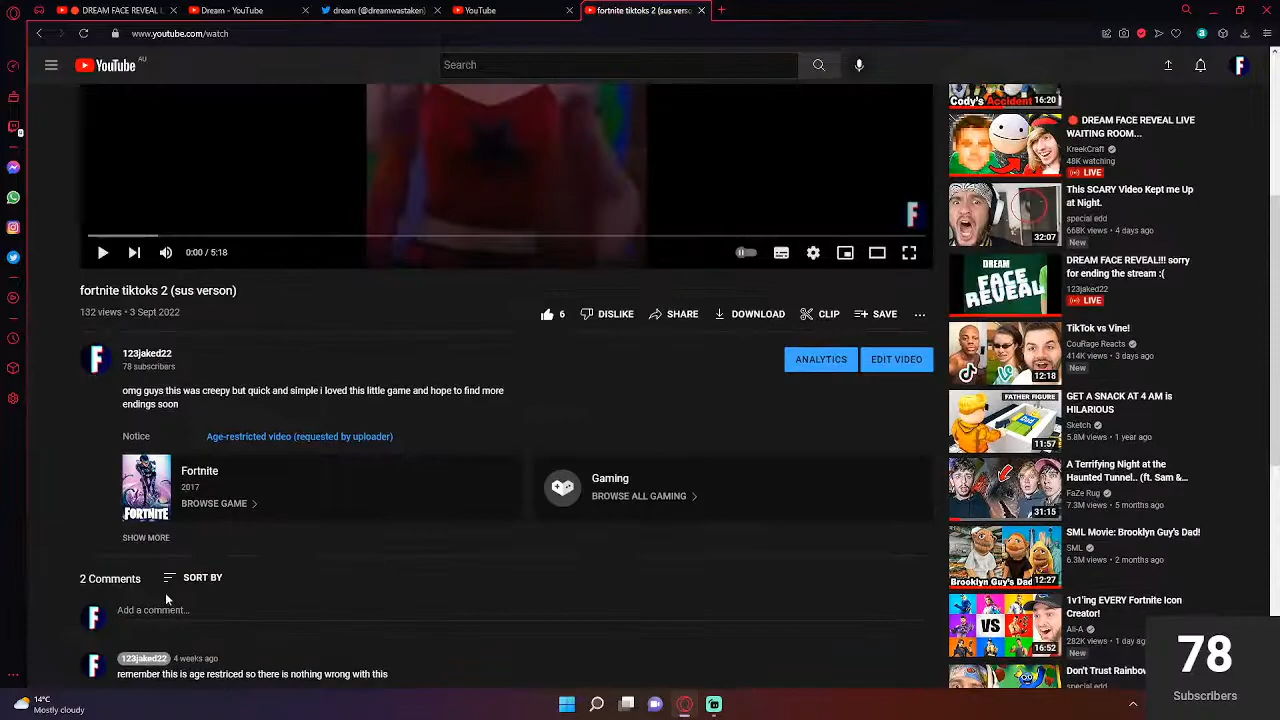 DREAM FACE REVEAL L
Dream - YouTube
dream (@dreamwastaken)
YouTube
fortnite tiktoks 2 (sus verson)
www.youtube.com/watch
YouTube AU
Search
fortnite tiktoks 2 (sus verson)
0:00 / 5:18
132 views • 3 Sept 2022
6 DISLIKE SHARE DOWNLOAD CLIP SAVE
123jaked22
78 subscribers
ANALYTICS EDIT VIDEO
omg guys this was creepy but quick and simple i loved this little game and hope to find more
endings soon
Notice Age-restricted video (requested by uploader)
Fortnite
2017
BROWSE GAME
FORTNITE
Gaming
BROWSE ALL GAMING
SHOW MORE
2 Comments SORT BY
Add a comment...
123jaked22 4 weeks ago
remember this is age restriced so there is nothing wrong with this
Cody's Accident
16:20
DREAM FACE REVEAL LIVE
WAITING ROOM...
KreekCraft
48K watching
LIVE
This SCARY Video Kept me Up
at Night.
special edd
668K views • 4 days ago
New
32:07
DREAM
FACE
REVEAL
DREAM FACE REVEAL!!! sorry
for ending the stream :(
123jaked22
LIVE
TikTok vs Vine!
CouRage Reacts
414K views • 3 days ago
New
12:18
FATHER FIGURE
GET A SNACK AT 4 AM is
HILARIOUS
Sketch
5.8M views • 1 year ago
11:57
A Terrifying Night at the
Haunted Tunnel.. (ft. Sam &...
FaZe Rug
7.3M views • 5 months ago
31:15
SML Movie: Brooklyn Guy's Dad!
SML
6.3M views • 2 months ago
Brooklyn Guy's Dad
12:27
1v1'ing EVERY Fortnite Icon
Creator!
Ali-A
282K views • 1 day ag
New
VS
16:52
Don't Trust Rainbow
78
Subscribers
14°C
Mostly cloudy